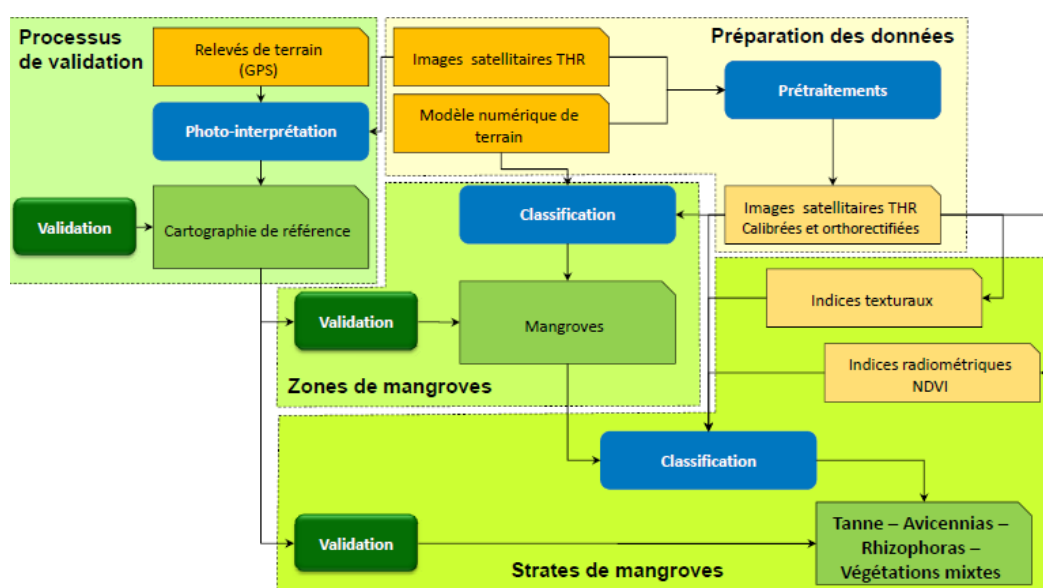 Processus
de validation
Relevés de terrain
(GPS)
Photo-interprétation
Validation
Cartographie de référence
Images satellitaires THR
Modèle numérique de
terrain
Préparation des données
Prétraitements
Images satellitaires THR
Calibrées et orthorectifiées
Classification
Validation
Mangroves
Zones de mangroves
Indices texturaux
Indices radiométriques
NDVI
Classification
Validation
Tanne – Avicennias –
Rhizophoras –
Végétations mixtes
Strates de mangroves